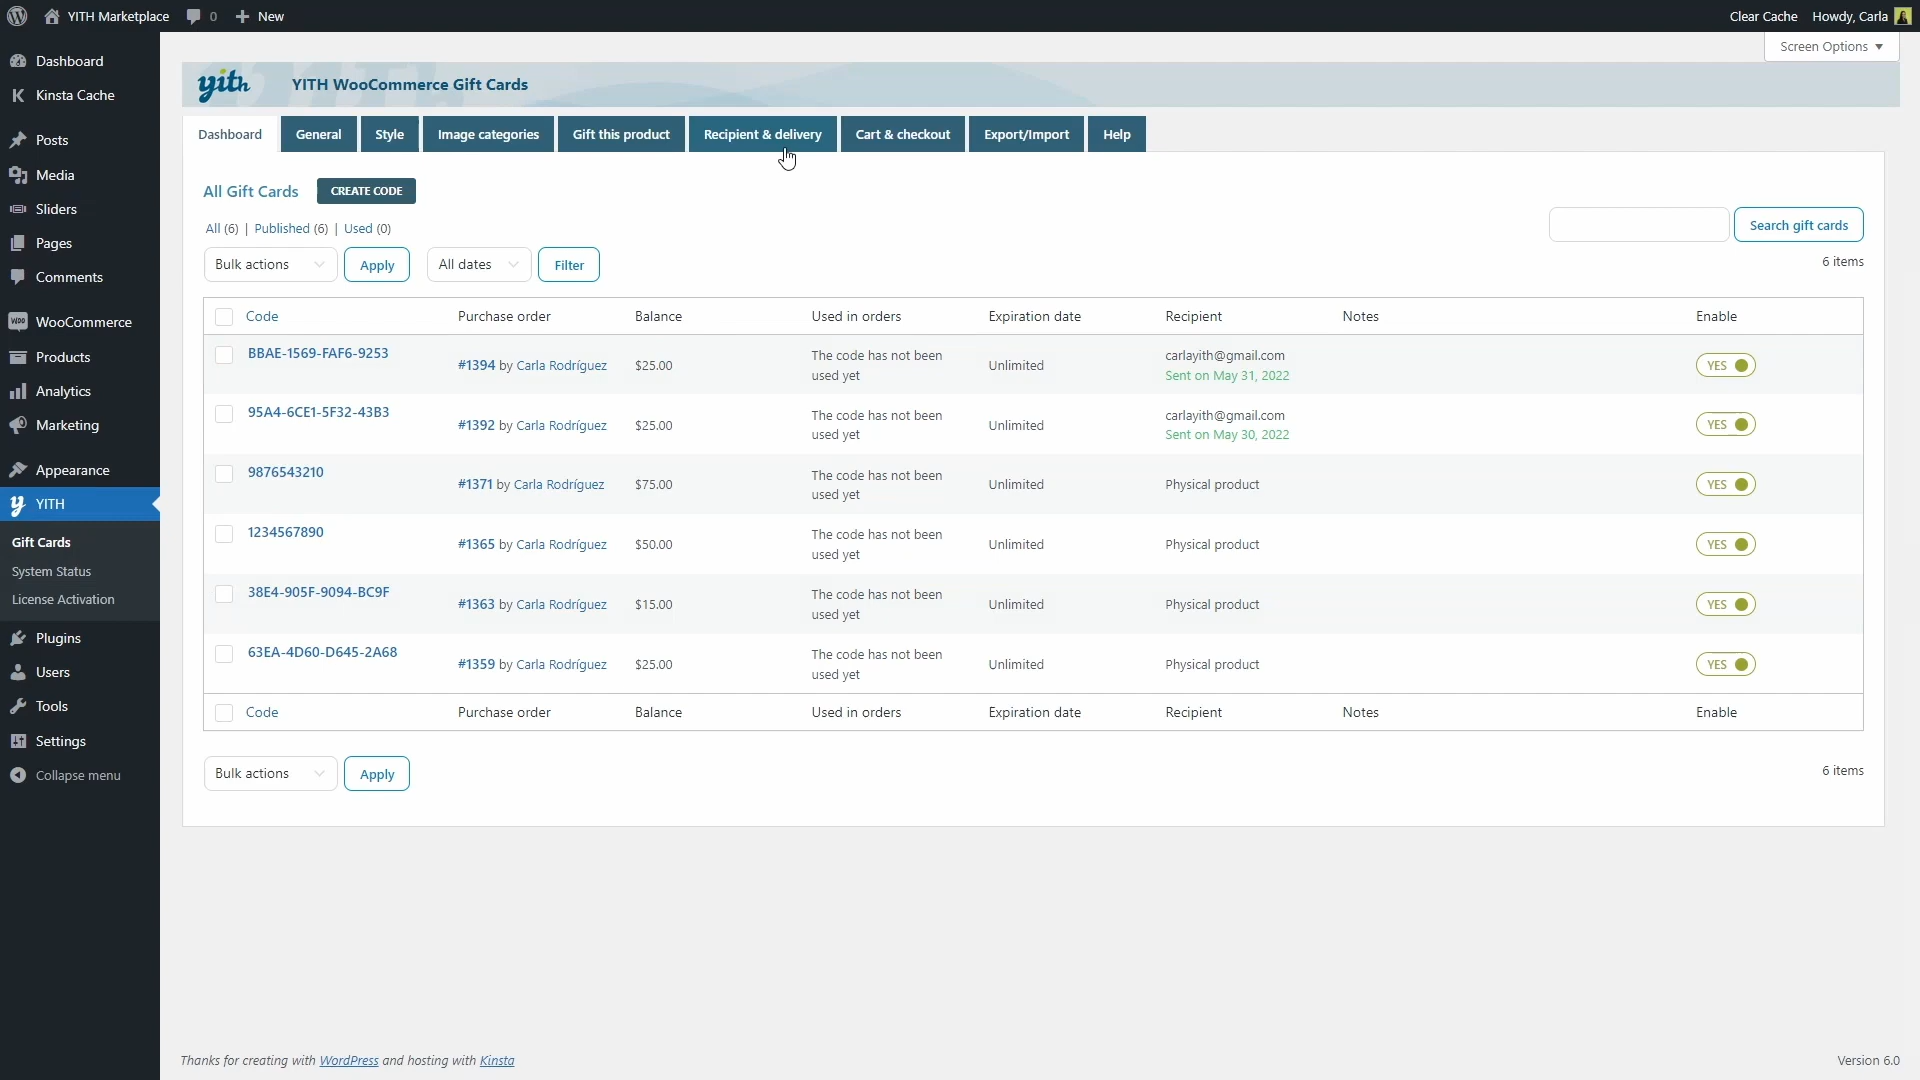 YITH Marketplace 0 New Clear Cache Howdy, Carla
Screen Options
Dashboard
Kinsta Cache
Posts
Media
Sliders
Pages
Comments
WooCommerce
Products
Analytics
Marketing
Appearance
YITH
Gift Cards
System Status
License Activation
Plugins
Users
Tools
Settings
Collapse menu
yith YITH WooCommerce Gift Cards
Dashboard General Style Image categories Gift this product Recipient & delivery Cart & checkout Export/Import Help
All Gift Cards CREATE CODE
All (6) | Published (6) | Used (0)
Search gift cards
Bulk actions Apply All dates Filter
6 items
Code Purchase order Balance Used in orders Expiration date Recipient Notes Enable
BBAE-1569-FAF6-9253 #1394 by Carla Rodríguez $25.00 The code has not been used yet Unlimited carlayith@gmail.com Sent on May 31, 2022 YES
95A4-6CE1-5F32-43B3 #1392 by Carla Rodríguez $25.00 The code has not been used yet Unlimited carlayith@gmail.com Sent on May 30, 2022 YES
9876543210 #1371 by Carla Rodríguez $75.00 The code has not been used yet Unlimited Physical product YES
1234567890 #1365 by Carla Rodríguez $50.00 The code has not been used yet Unlimited Physical product YES
38E4-905F-9094-BC9F #1363 by Carla Rodríguez $15.00 The code has not been used yet Unlimited Physical product YES
63EA-4D60-D645-2A68 #1359 by Carla Rodríguez $25.00 The code has not been used yet Unlimited Physical product YES
Code Purchase order Balance Used in orders Expiration date Recipient Notes Enable
Bulk actions Apply
6 items
Thanks for creating with WordPress and hosting with Kinsta
Version 6.0